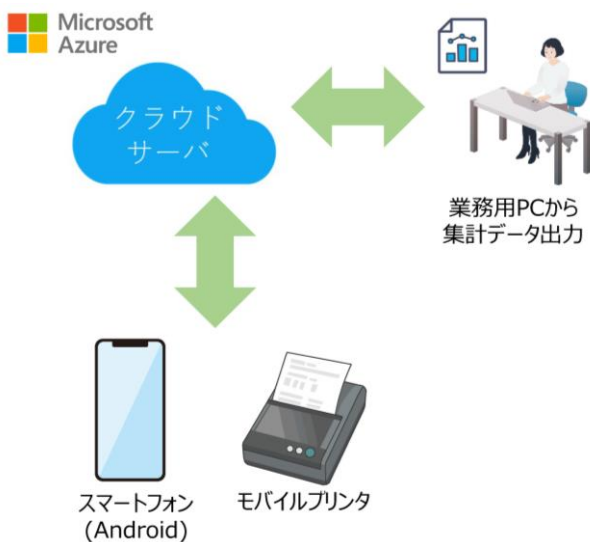 Microsoft
Azure
クラウド
サーバ
業務用PCから
集計データ出力
スマートフォン
(Android)
モバイルプリンタ